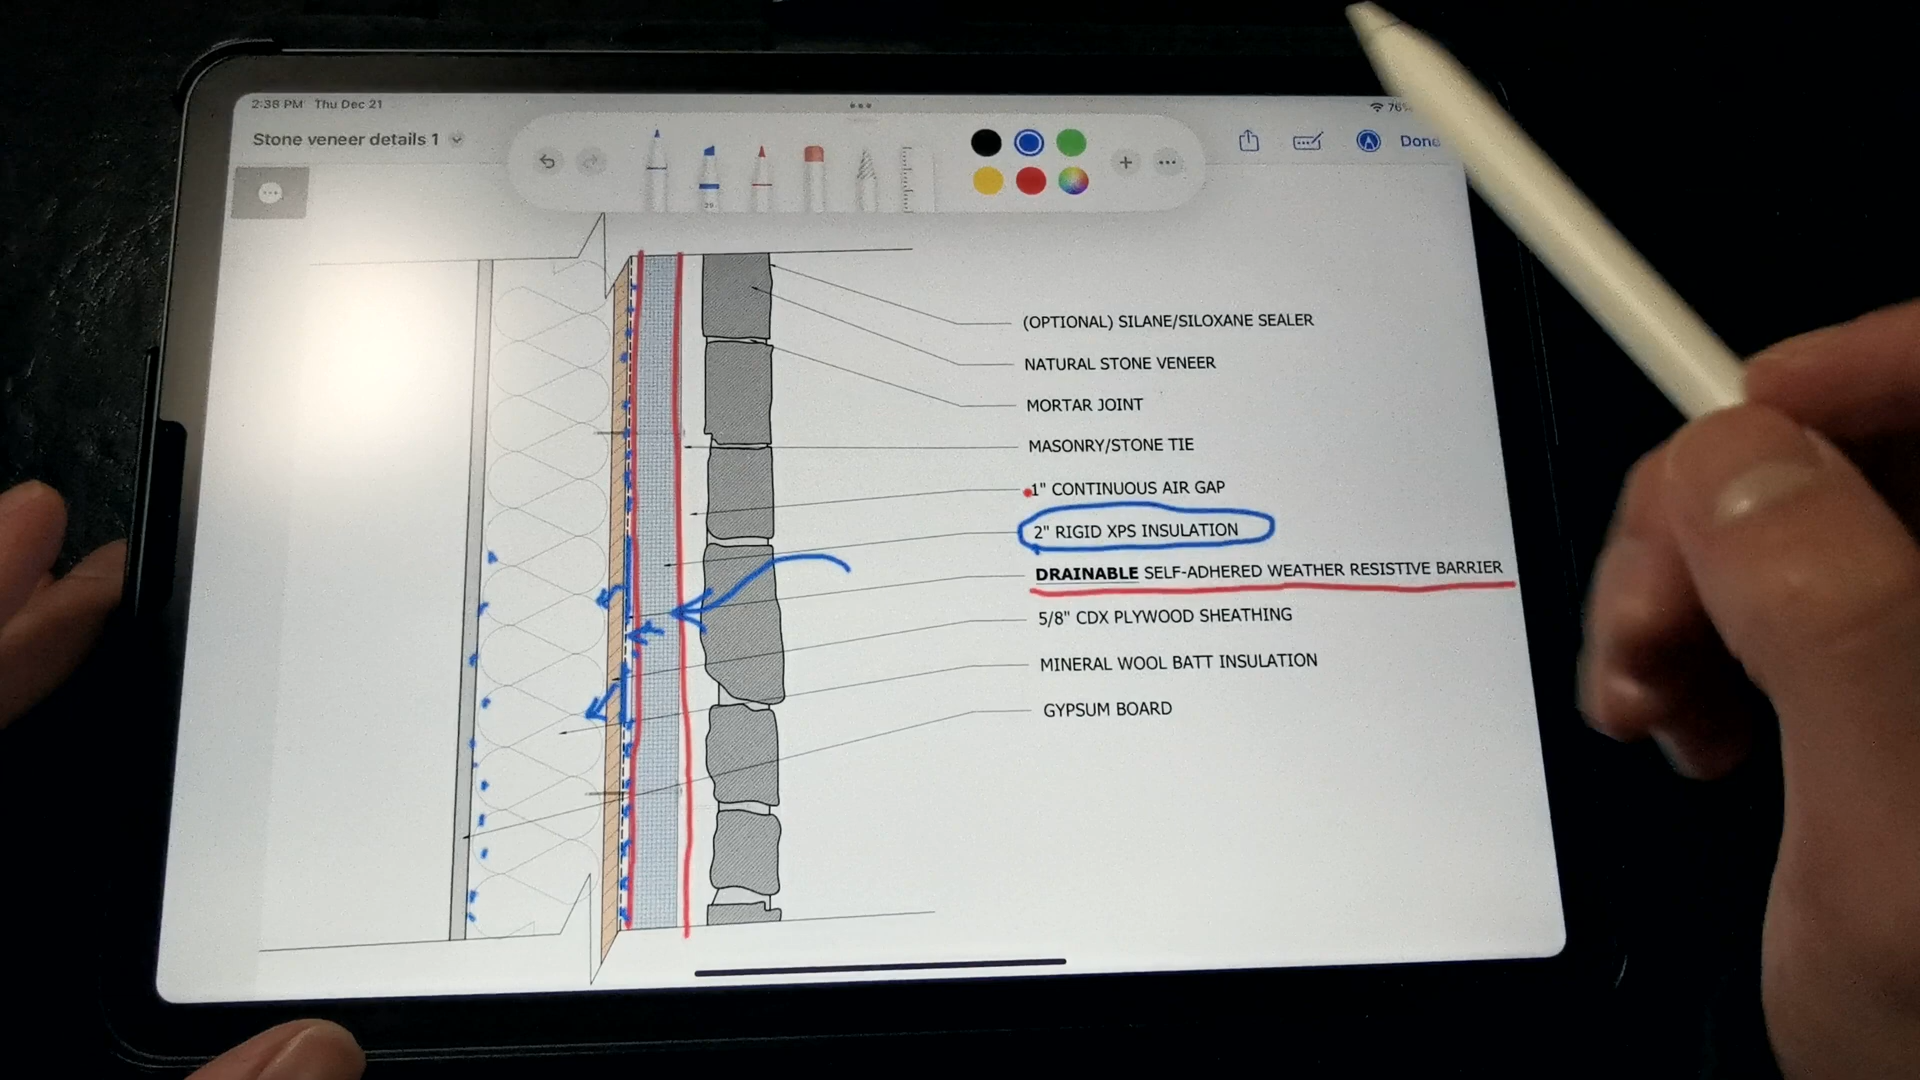 2:38 PM Thu Dec 21
76%
Stone veneer details 1
Done
(OPTIONAL) SILANE/SILOXANE SEALER
NATURAL STONE VENEER
MORTAR JOINT
MASONRY/STONE TIE
1" CONTINUOUS AIR GAP
2" RIGID XPS INSULATION
DRAINABLE SELF-ADHERED WEATHER RESISTIVE BARRIER
5/8" CDX PLYWOOD SHEATHING
MINERAL WOOL BATT INSULATION
GYPSUM BOARD